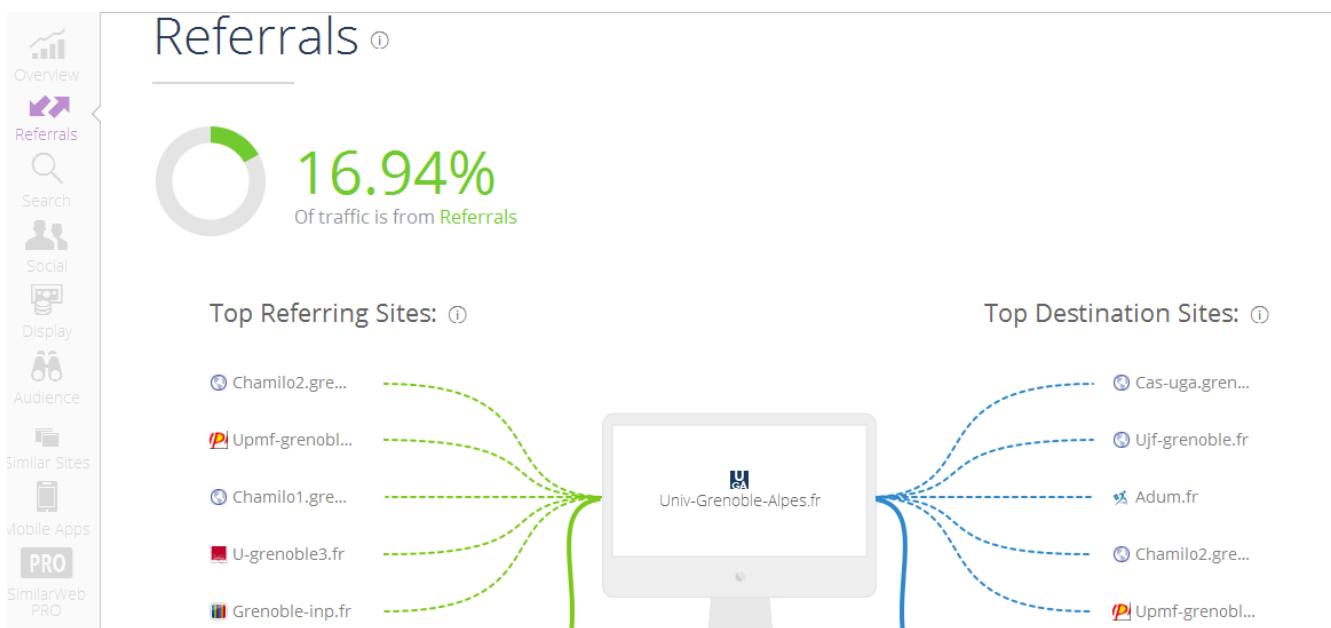 Referrals
Overview
Referrals
Search
Social
Display
Audience
Similar Sites
Mobile Apps
PRO
SimilarWeb
PRO
16.94%
Of traffic is from Referrals
Top Referring Sites:
Chamilo2.gre...
Upmf-grenobl...
Chamilo1.gre...
U-grenoble3.fr
Grenoble-inp.fr
UGA
Univ-Grenoble-Alpes.fr
Top Destination Sites:
Cas-uga.gren...
Ujf-grenoble.fr
Adum.fr
Chamilo2.gre...
Upmf-grenobl...